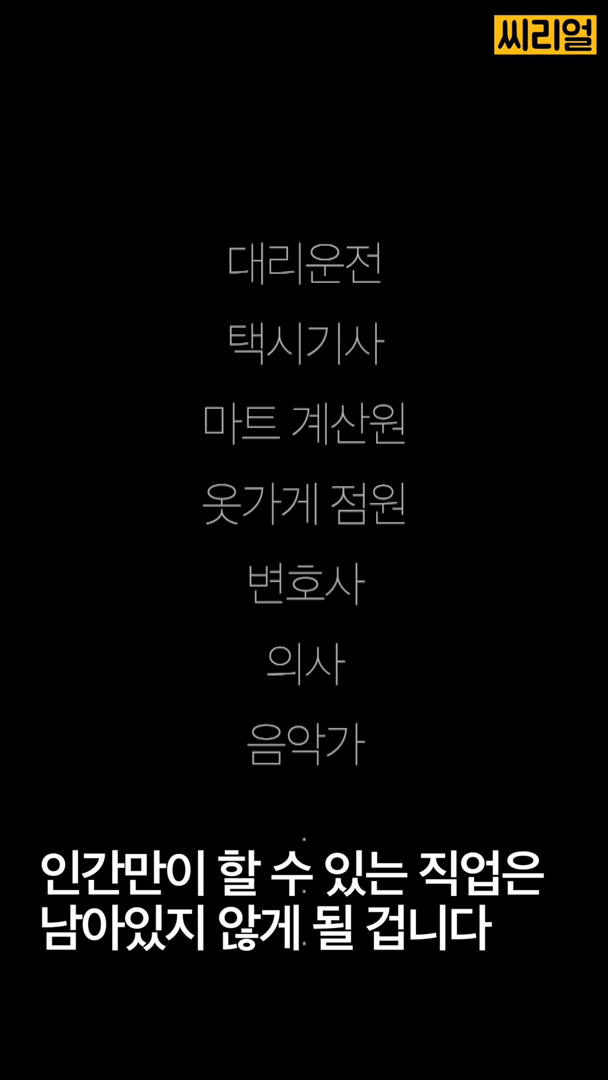 씨리얼
대리운전
택시기사
마트 계산원
옷가게 점원
변호사
의사
음악가
인간만이 할 수 있는 직업은
남아있지 않게 될 겁니다